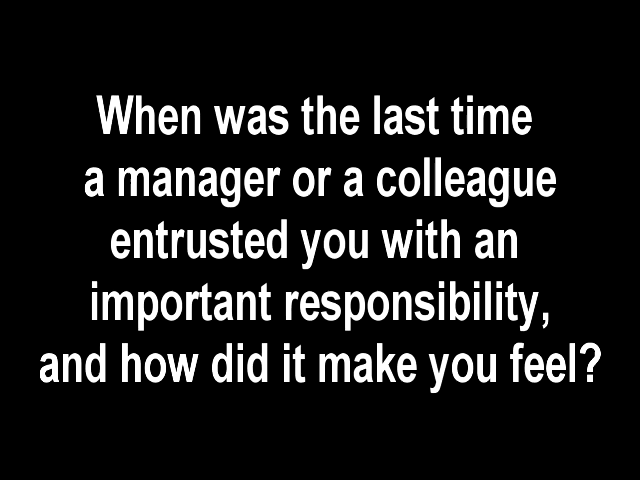 When was the last time
a manager or a colleague
entrusted you with an
important responsibility,
and how did it make you feel?